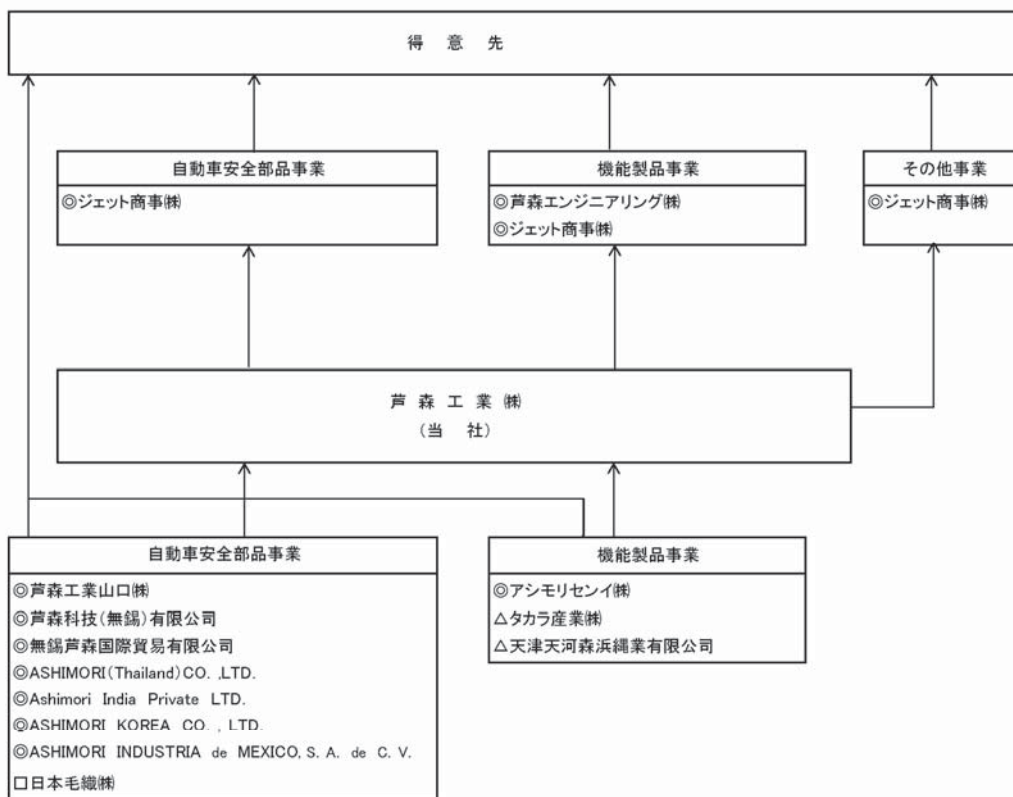 得 意 先
自動車安全部品事業
◎ジェット商事㈱
機能製品事業
◎芦森エンジニアリング㈱
◎ジェット商事㈱
その他事業
◎ジェット商事㈱
芦 森 工 業 ㈱
(当 社)
自動車安全部品事業
◎芦森工業山口㈱
◎芦森科技(無錫)有限公司
◎無錫芦森国際貿易有限公司
◎ASHIMORI(Thailand)CO. ,LTD.
◎Ashimori India Private LTD.
◎ASHIMORI KOREA CO. , LTD.
◎ASHIMORI INDUSTRIA de MEXICO, S. A. de C. V.
□日本毛織㈱
機能製品事業
◎アシモリセンイ㈱
△タカラ産業㈱
△天津天河森浜縄業有限公司